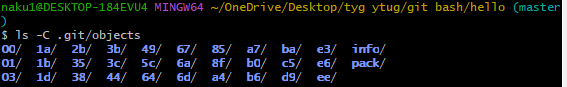 naku1@DESKTOP-184EVU4 MINGW64 ~/OneDrive/Desktop/tyg ytug/git bash/hello (master
)
$ ls -C .git/objects
00/ 1a/ 2b/ 3b/ 49/ 67/ 85/ a7/ ba/ e3/ info/
01/ 1b/ 35/ 3c/ 5c/ 6a/ 8f/ b0/ c5/ e6/ pack/
03/ 1d/ 38/ 44/ 64/ 6d/ a4/ b6/ d9/ ee/